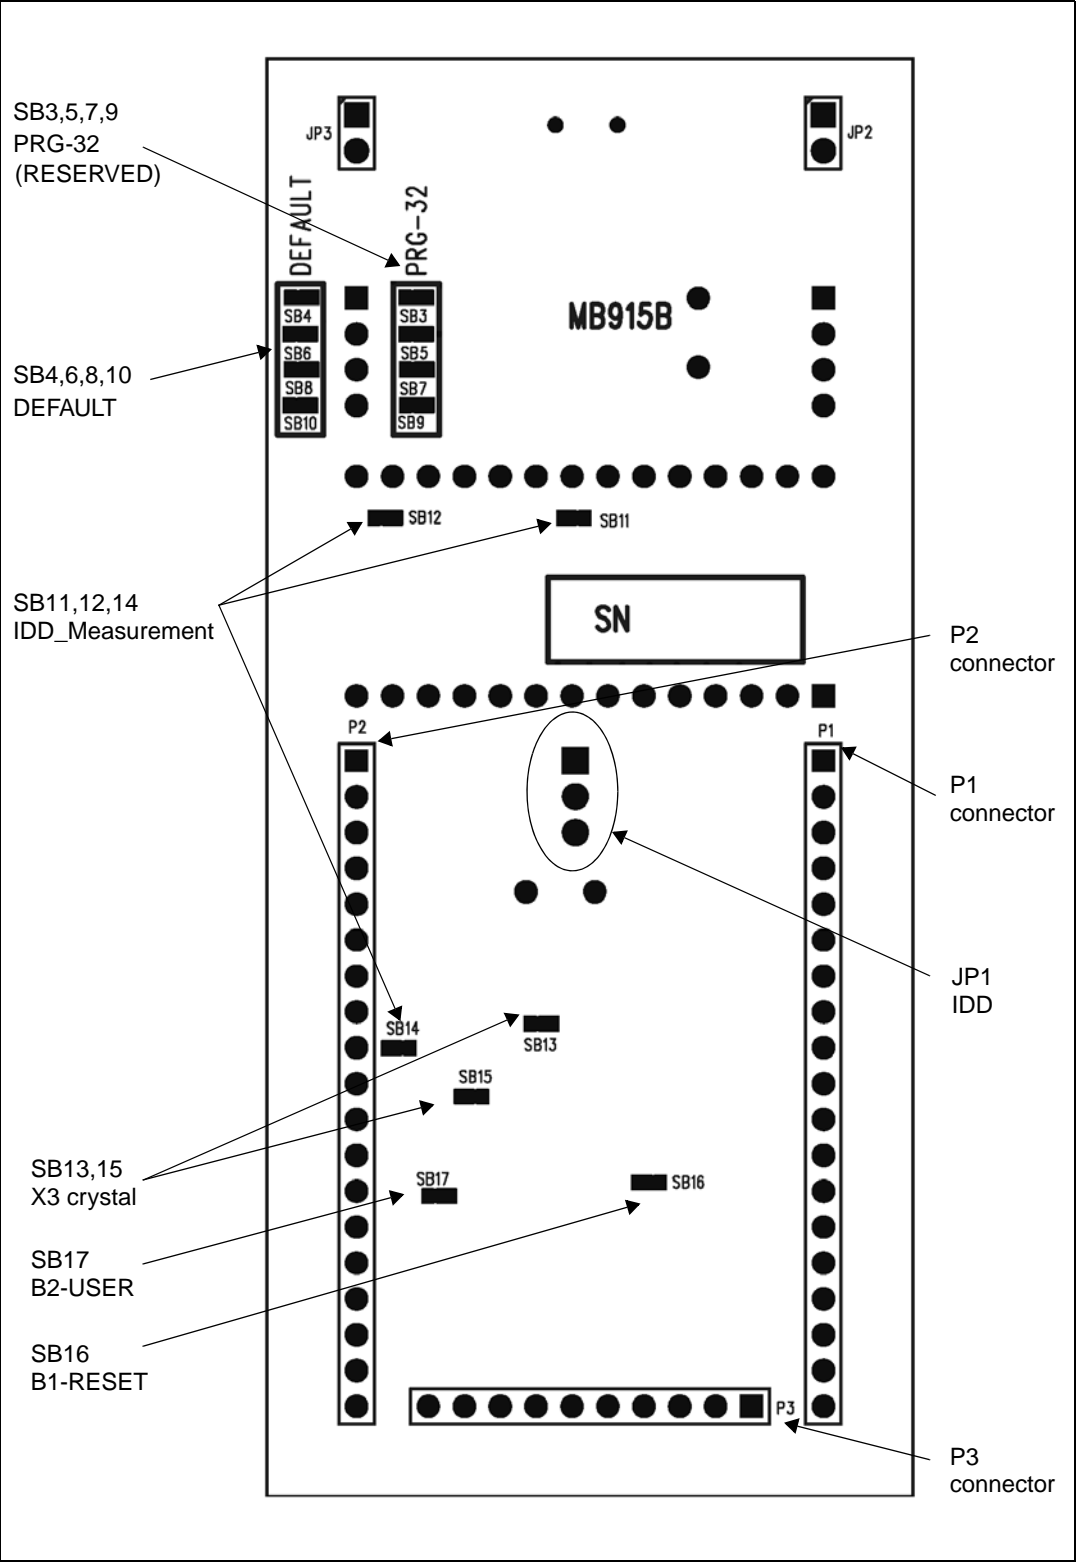 SB3,5,7,9
PRG-32
(RESERVED)
JP3
JP2
DEFAULT
PRG-32
SB4
SB6
SB8
SB10
SB3
SB5
SB7
SB9
MB915B
SB4,6,8,10
DEFAULT
SB12
SB11
SB11,12,14
IDD_Measurement
SN
P2
connector
P2
P1
P1
connector
JP1
IDD
SB14
SB13
SB15
SB13,15
X3 crystal
SB17
SB16
SB17
B2-USER
SB16
B1-RESET
P3
P3
connector